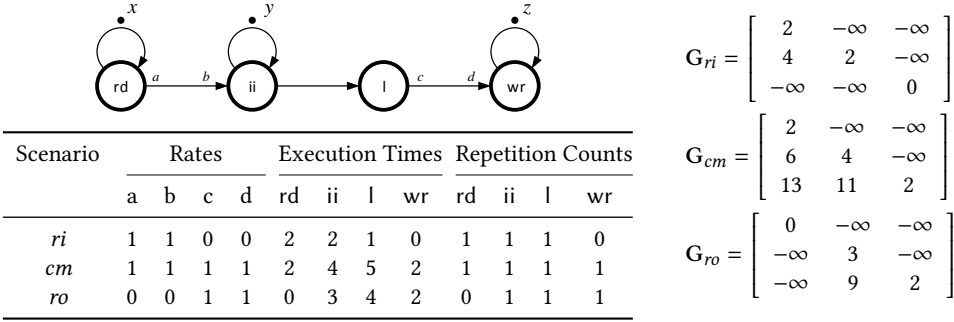 x y z
rd a b ii l c d wr
Scenario Rates Execution Times Repetition Counts
a b c d rd ii l wr rd ii l wr
ri 1 1 0 0 2 2 1 0 1 1 1 0
cm 1 1 1 1 2 4 5 2 1 1 1 1
ro 0 0 1 1 0 3 4 2 0 1 1 1
2 −∞ −∞
G_ri = 4 2 −∞
−∞ −∞ 0
2 −∞ −∞
G_cm = 6 4 −∞
13 11 2
0 −∞ −∞
G_ro = −∞ 3 −∞
−∞ 9 2